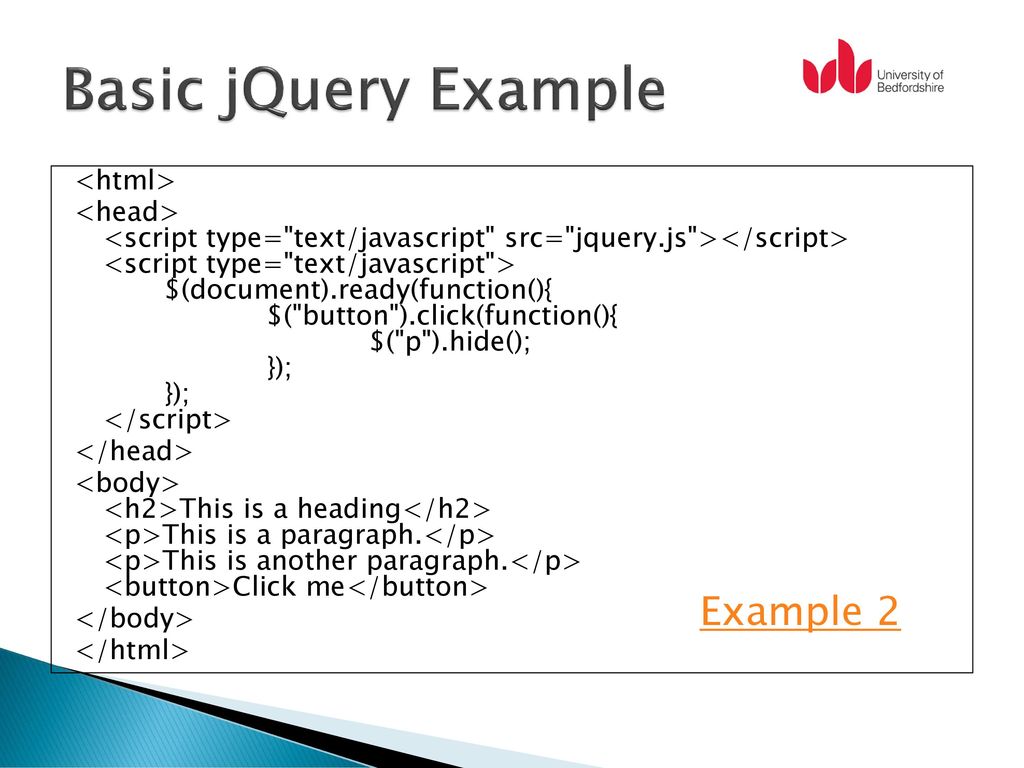 Basic jQuery Example
University of
Bedfordshire
<html>
<head>
<script type="text/javascript" src="jquery.js"></script>
<script type="text/javascript">
$(document).ready(function(){
$("button").click(function(){
$("p").hide();
});
});
</script>
</head>
<body>
<h2>This is a heading</h2>
<p>This is a paragraph.</p>
<p>This is another paragraph.</p>
<button>Click me</button>
</body>
</html>
Example 2